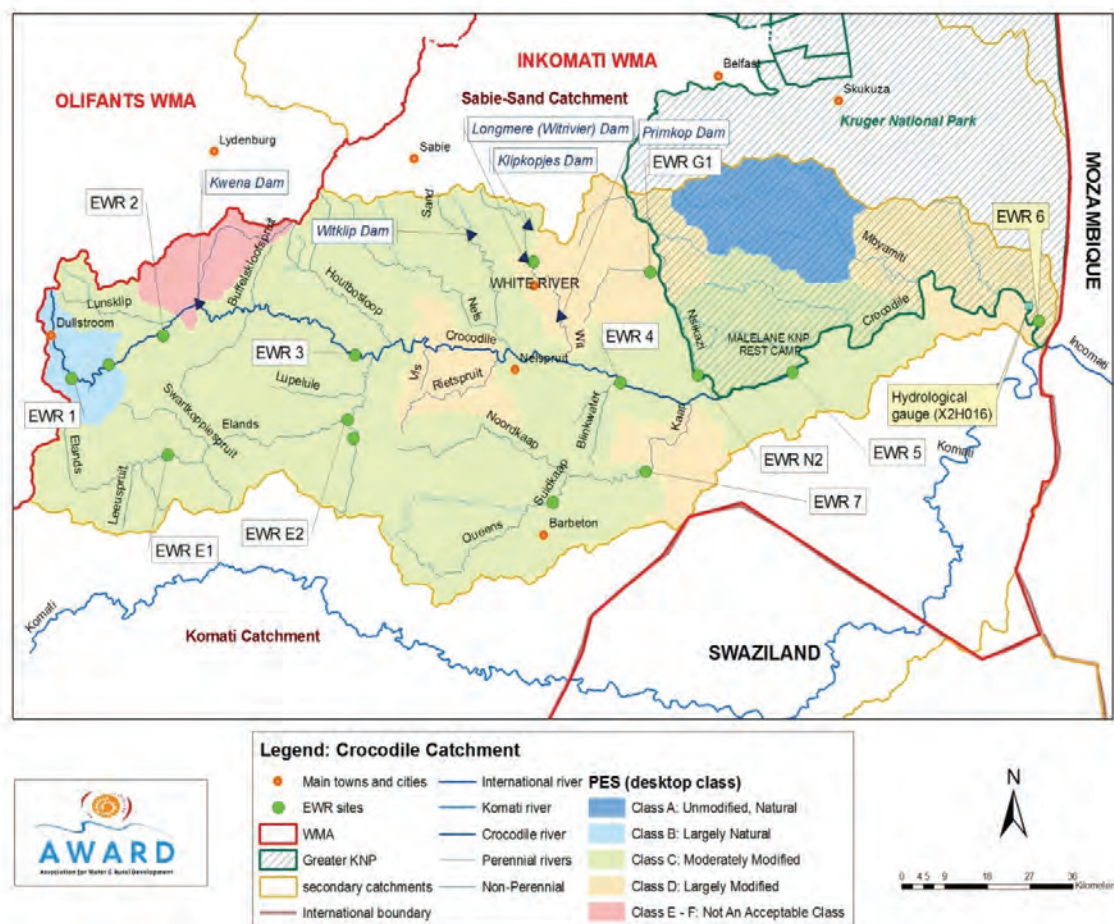 INKOMATI WMA
OLIFANTS WMA
Sabie-Sand Catchment
Belfast
Skukuza
Kruger National Park
Longmere (Witrivier) Dam
Primkop Dam
Klipkopjes Dam
EWR G1
Lydenburg
Sabie
Kwena Dam
EWR 2
Witklip Dam
MOZAMBIQUE
EWR 6
Sand
Buffelskloofspruit
Mbyamiti
WHITE RIVER
Lunsklip
Houtbosloop
Nels
Dullstroom
Wit
Nsikazi
Crocodile
EWR 4
MALELANE KNP
REST CAMP
Crocodile
Incomati
EWR 3
Nelspruit
Vls
Rietspruit
Lupelule
Hydrological
gauge (X2H016)
EWR 1
Swartkoppiespruit
Elands
Noordkaap
Blinkwater
Kaap
Elands
Komati
EWR N2
EWR 5
Leeuspruit
Suidkaap
EWR 7
Queens
Barbeton
EWR E2
EWR E1
Komati
Komati Catchment
SWAZILAND
Legend: Crocodile Catchment
Main towns and cities
EWR sites
WMA
Greater KNP
secondary catchments
International boundary
International river
Komati river
Crocodile river
Perennial rivers
Non-Perennial
PES (desktop class)
Class A: Unmodified, Natural
Class B: Largely Natural
Class C: Moderately Modified
Class D: Largely Modified
Class E - F: Not An Acceptable Class
AWARD
Association for Water & Rural Development
N
0 4.5 9 18 27 36
Kilometer